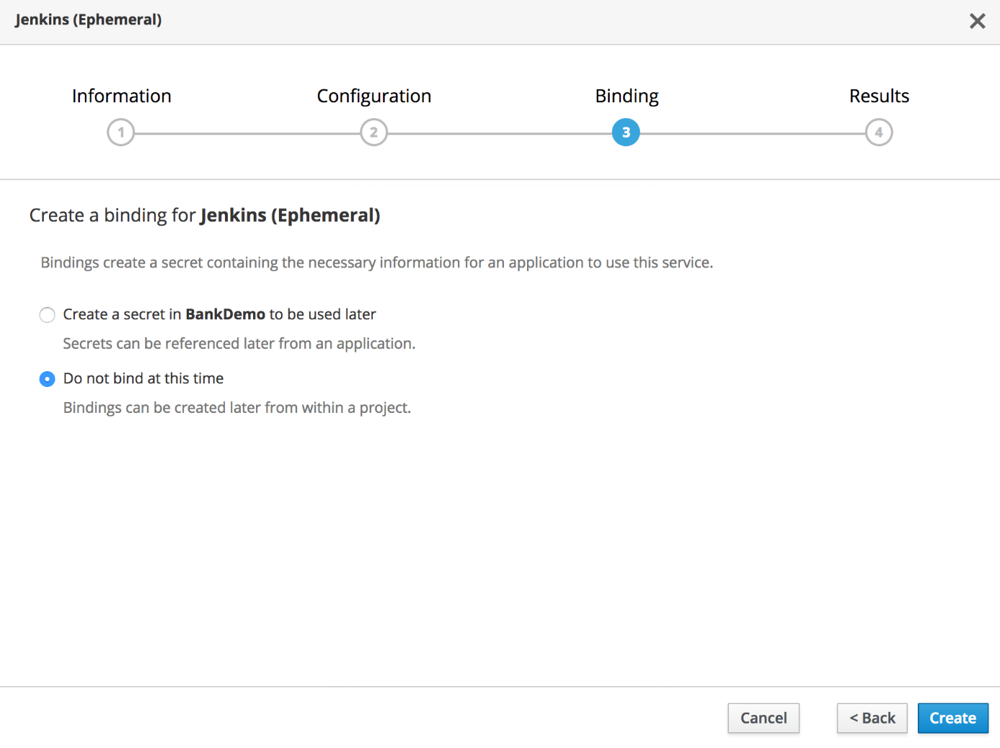 Jenkins (Ephemeral)
Information
Configuration
Binding
Results
1
2
3
4
Create a binding for Jenkins (Ephemeral)
Bindings create a secret containing the necessary information for an application to use this service.
Create a secret in BankDemo to be used later
Secrets can be referenced later from an application.
Do not bind at this time
Bindings can be created later from within a project.
Cancel
< Back
Create